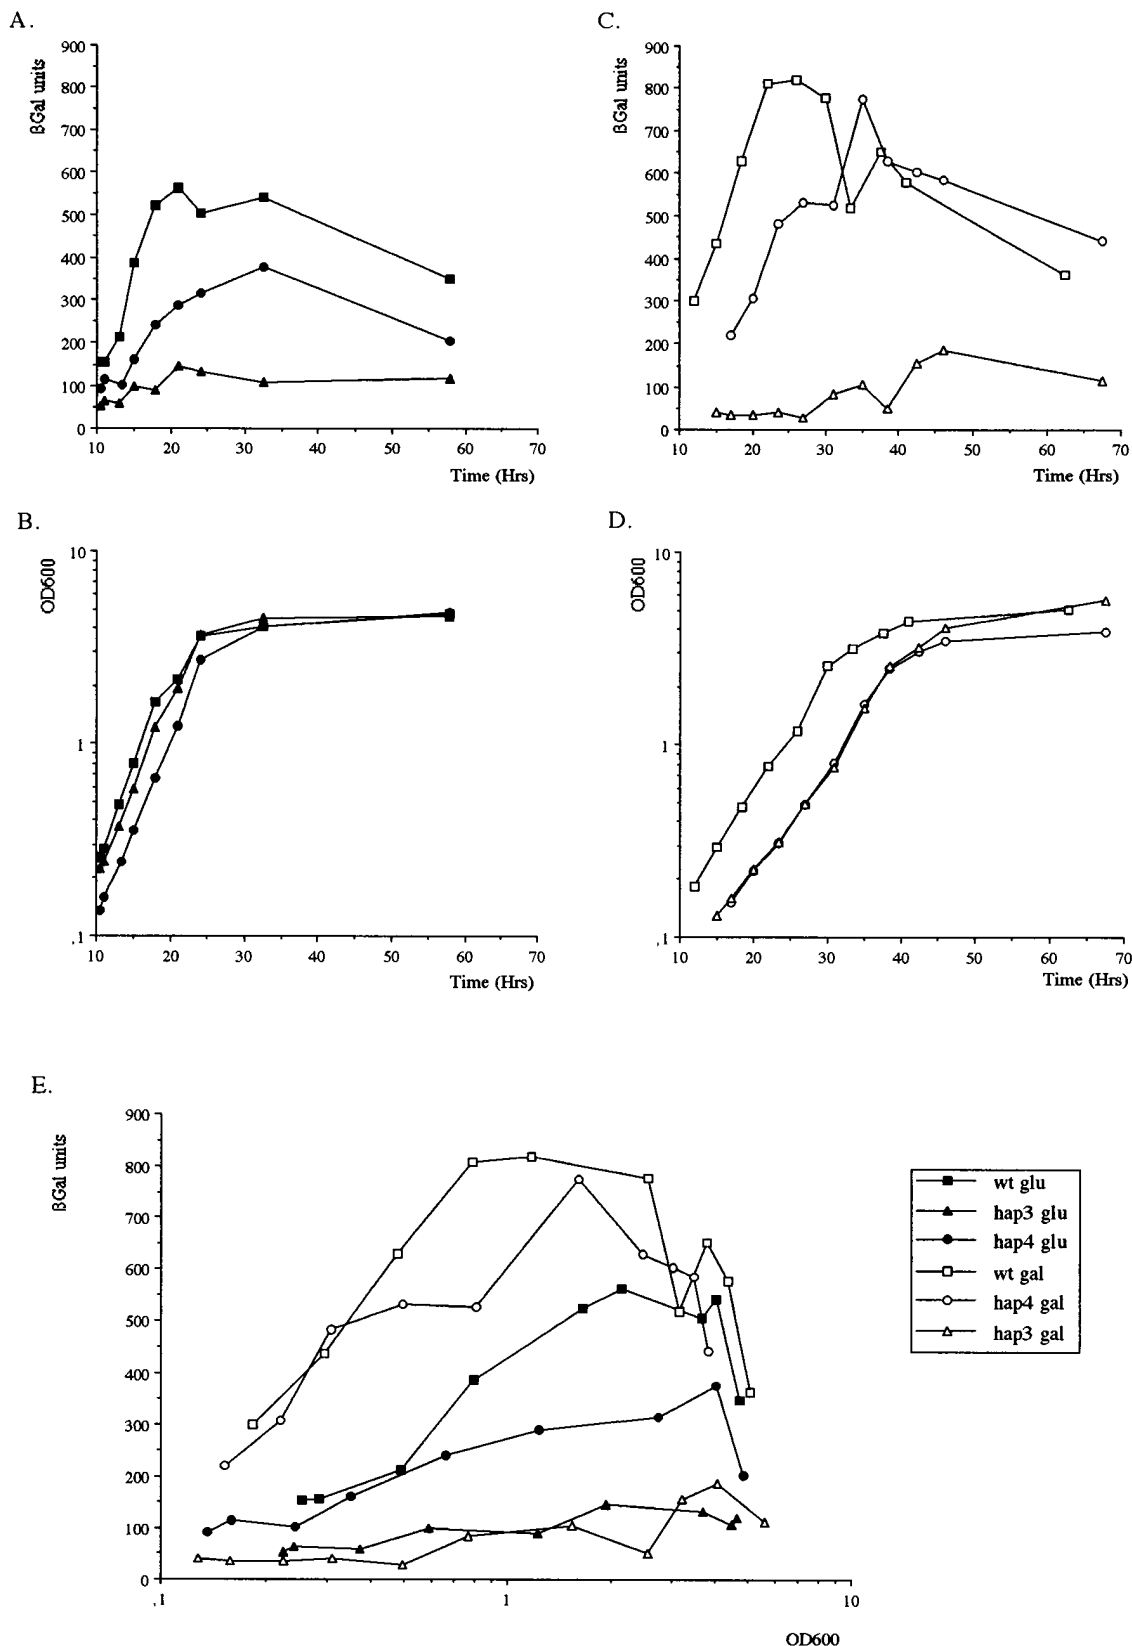 A.
βGal units
900
800
700
600
500
400
300
200
100
0
10 20 30 40 50 60 70
Time (Hrs)
C.
βGal units
900
800
700
600
500
400
300
200
100
0
10 20 30 40 50 60 70
Time (Hrs)
B.
OD600
10
1
,1
10 20 30 40 50 60 70
Time (Hrs)
D.
OD600
10
1
,1
10 20 30 40 50 60 70
Time (Hrs)
E.
βGal units
900
800
700
600
500
400
300
200
100
0
,1 1 10
OD600
wt glu
hap3 glu
hap4 glu
wt gal
hap4 gal
hap3 gal